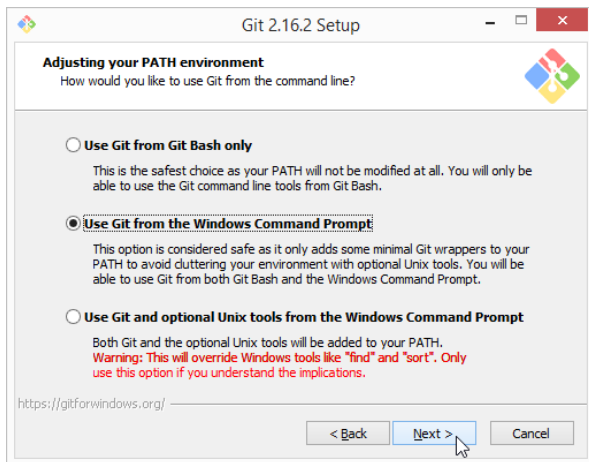 Git 2.16.2 Setup
Adjusting your PATH environment
How would you like to use Git from the command line?
Use Git from Git Bash only
This is the safest choice as your PATH will not be modified at all. You will only be
able to use the Git command line tools from Git Bash.
Use Git from the Windows Command Prompt
This option is considered safe as it only adds some minimal Git wrappers to your
PATH to avoid cluttering your environment with optional Unix tools. You will be
able to use Git from both Git Bash and the Windows Command Prompt.
Use Git and optional Unix tools from the Windows Command Prompt
Both Git and the optional Unix tools will be added to your PATH.
Warning: This will override Windows tools like "find" and "sort". Only
use this option if you understand the implications.
https://gitforwindows.org/
< Back Next > Cancel